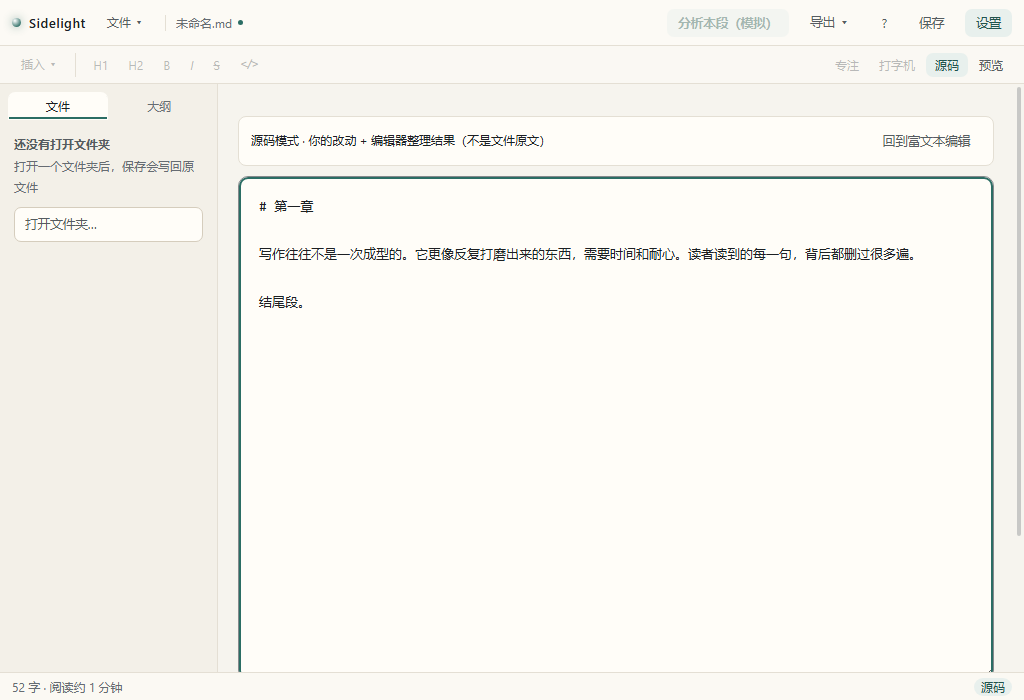 Sidelight 文件 未命名.md 分析本段（模拟） 导出 ? 保存 设置
插入 H1 H2 B I S </> 专注 打字机 源码 预览
文件 大纲
还没有打开文件夹
打开一个文件夹后，保存会写回原
文件
打开文件夹...
源码模式 · 你的改动 + 编辑器整理结果（不是文件原文） 回到富文本编辑
# 第一章
写作往往不是一次成型的。它更像反复打磨出来的东西，需要时间和耐心。读者读到的每一句，背后都删过很多遍。
结尾段。
52 字 · 阅读约 1 分钟 源码